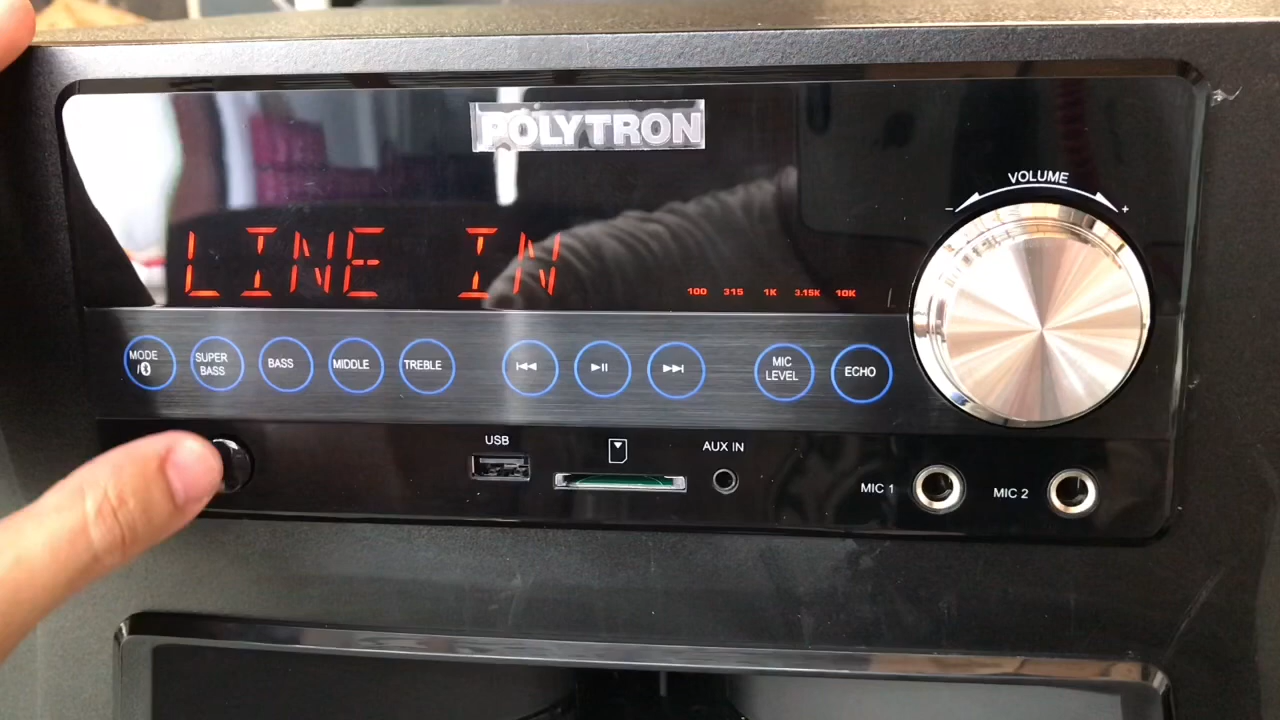 POLYTRON
VOLUME
- +
LINE IN
100 315 1K 3.15K 10K
MODE
/
SUPER
BASS
BASS
MIDDLE
TREBLE
MIC
LEVEL
ECHO
USB
AUX IN
MIC 1
MIC 2